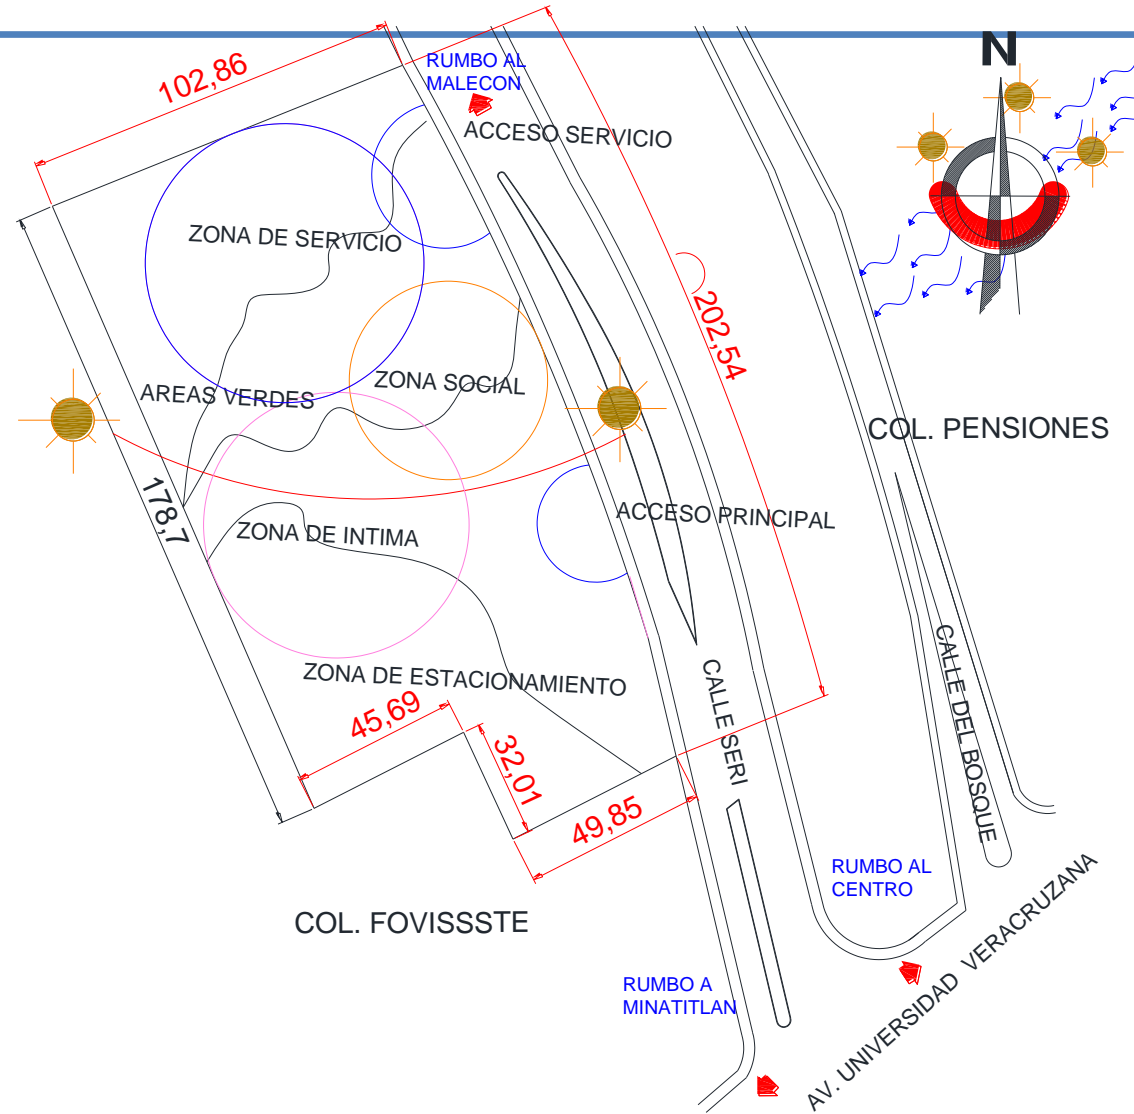 N
102,86
RUMBO AL
MALECON
ACCESO SERVICIO
ZONA DE SERVICIO
202,54
ZONA SOCIAL
AREAS VERDES
COL. PENSIONES
178,7
ACCESO PRINCIPAL
ZONA DE INTIMA
ZONA DE ESTACIONAMIENTO
CALLE SERI
CALLE DEL BOSQUE
45,69
32,01
49,85
RUMBO AL
CENTRO
COL. FOVISSSTE
RUMBO A
MINATITLAN
AV. UNIVERSIDAD VERACRUZANA